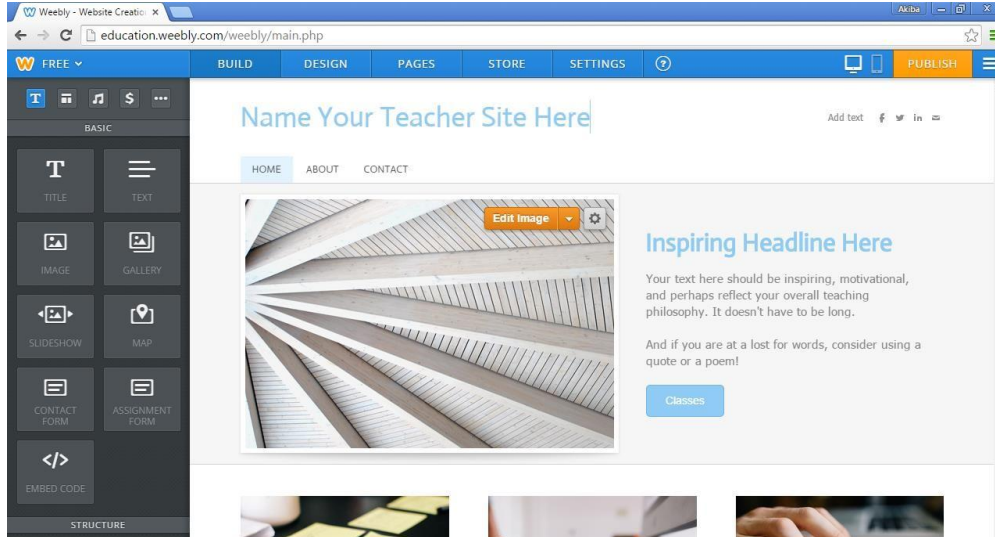 Weebly - Website Creatio
Akiba
education.weebly.com/weebly/main.php
FREE
BUILD
DESIGN
PAGES
STORE
SETTINGS
?
PUBLISH
T
$
BASIC
T
TITLE
TEXT
IMAGE
GALLERY
SLIDESHOW
MAP
CONTACT
FORM
ASSIGNMENT
FORM
</>
EMBED CODE
STRUCTURE
Name Your Teacher Site Here
Add text
HOME
ABOUT
CONTACT
Edit Image
Inspiring Headline Here
Your text here should be inspiring, motivational,
and perhaps reflect your overall teaching
philosophy. It doesn't have to be long.
And if you are at a lost for words, consider using a
quote or a poem!
Classes